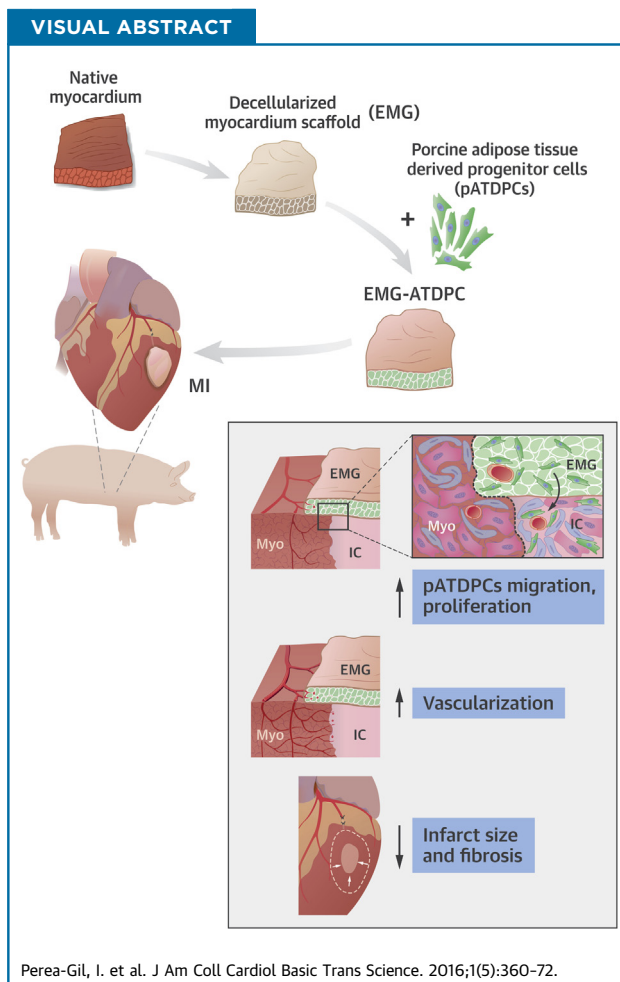 VISUAL ABSTRACT
Native
myocardium
Decellularized
myocardium scaffold
(EMG)
Porcine adipose tissue
derived progenitor cells
(pATDPCs)
+
EMG-ATDPC
MI
EMG
Myo
IC
EMG
Myo
IC
pATDPCs migration,
proliferation
EMG
Myo
IC
Vascularization
Infarct size
and fibrosis
Perea-Gil, I. et al. J Am Coll Cardiol Basic Trans Science. 2016;1(5):360–72.